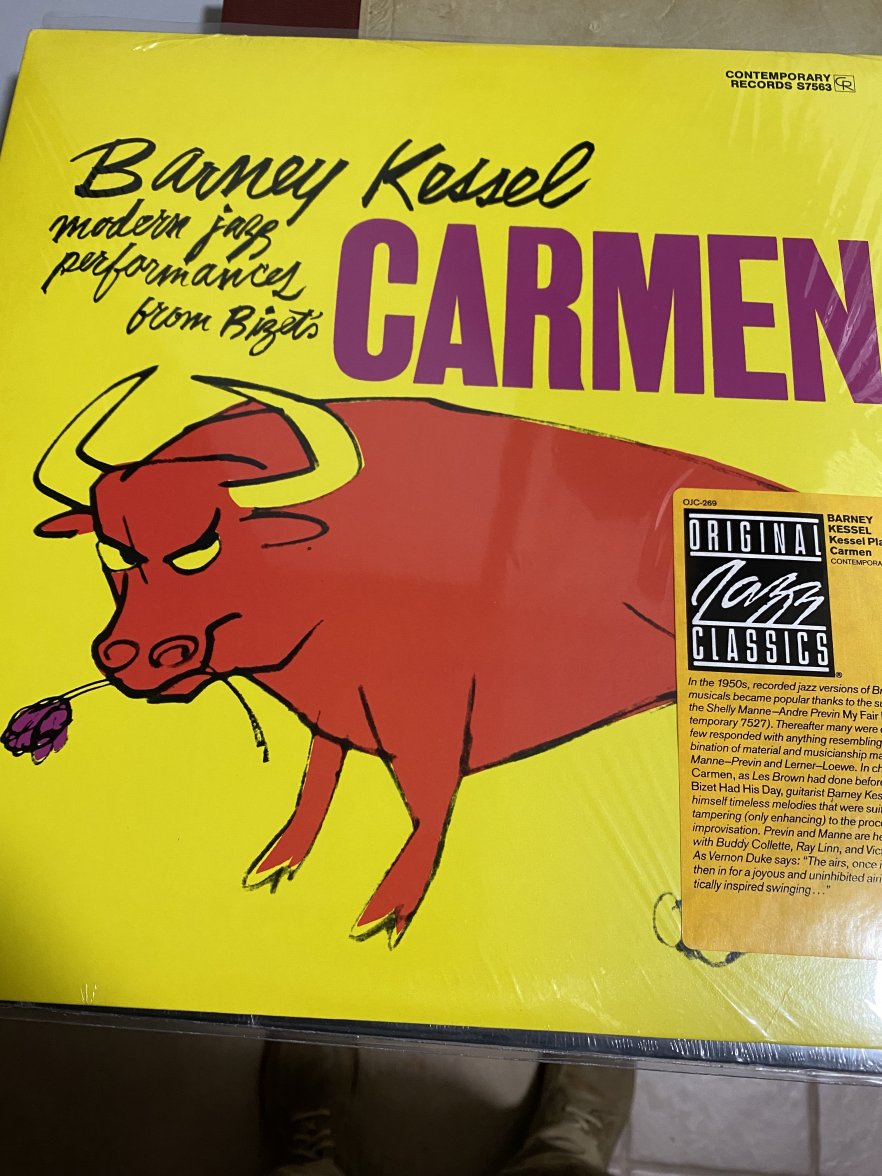 CONTEMPORARY
RECORDS S7563 CR
Barney Kessel
modern jazz
performances
from Bizet's
CARMEN
OJC-269
ORIGINAL
Jazz
CLASSICS
®
BARNEY
KESSEL
Kessel
Carmen
In the 1950s, recorded jazz versions of
musicals became popular thanks to the
the Shelly Manne—Andre Previn My Fair
temporary 7527). Thereafter many were
few responded with anything resembling
bination of material and musicianship
Manne—Previn and Lerner—Loewe. In
Carmen, as Les Brown had done
Bizet Had His Day, guitarist Barney
himself timeless melodies that were
tampering (only enhancing) to the
improvisation. Previn and Manne are
with Buddy Collette, Ray Linn, and
As Vernon Duke says: "The airs, once
then in for a joyous and uninhibited
tically inspired swinging..."